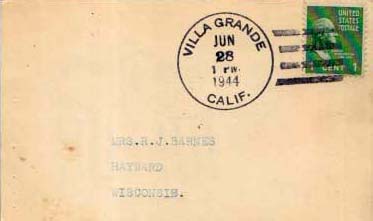 VILLA GRANDE
JUN
28
1 PM.
1944
CALIF.
UNITED
STATES
POSTAGE
1 CENT 1
MRS.R.J.BARNES
HAYWARD
WISCONSIN.